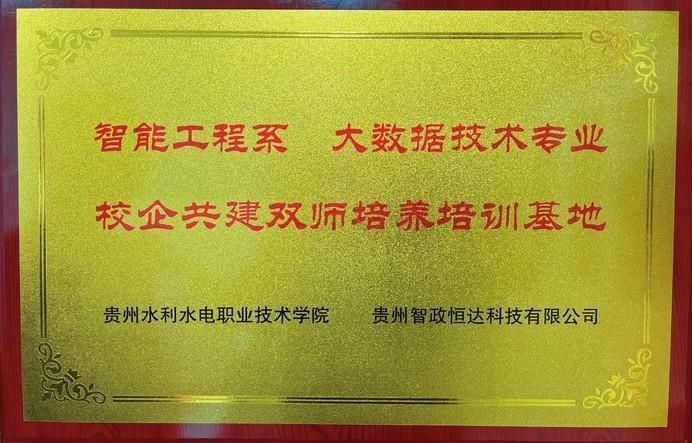 智能工程系 大数据技术专业
校企共建双师培养培训基地
贵州水利水电职业技术学院 贵州智政恒达科技有限公司